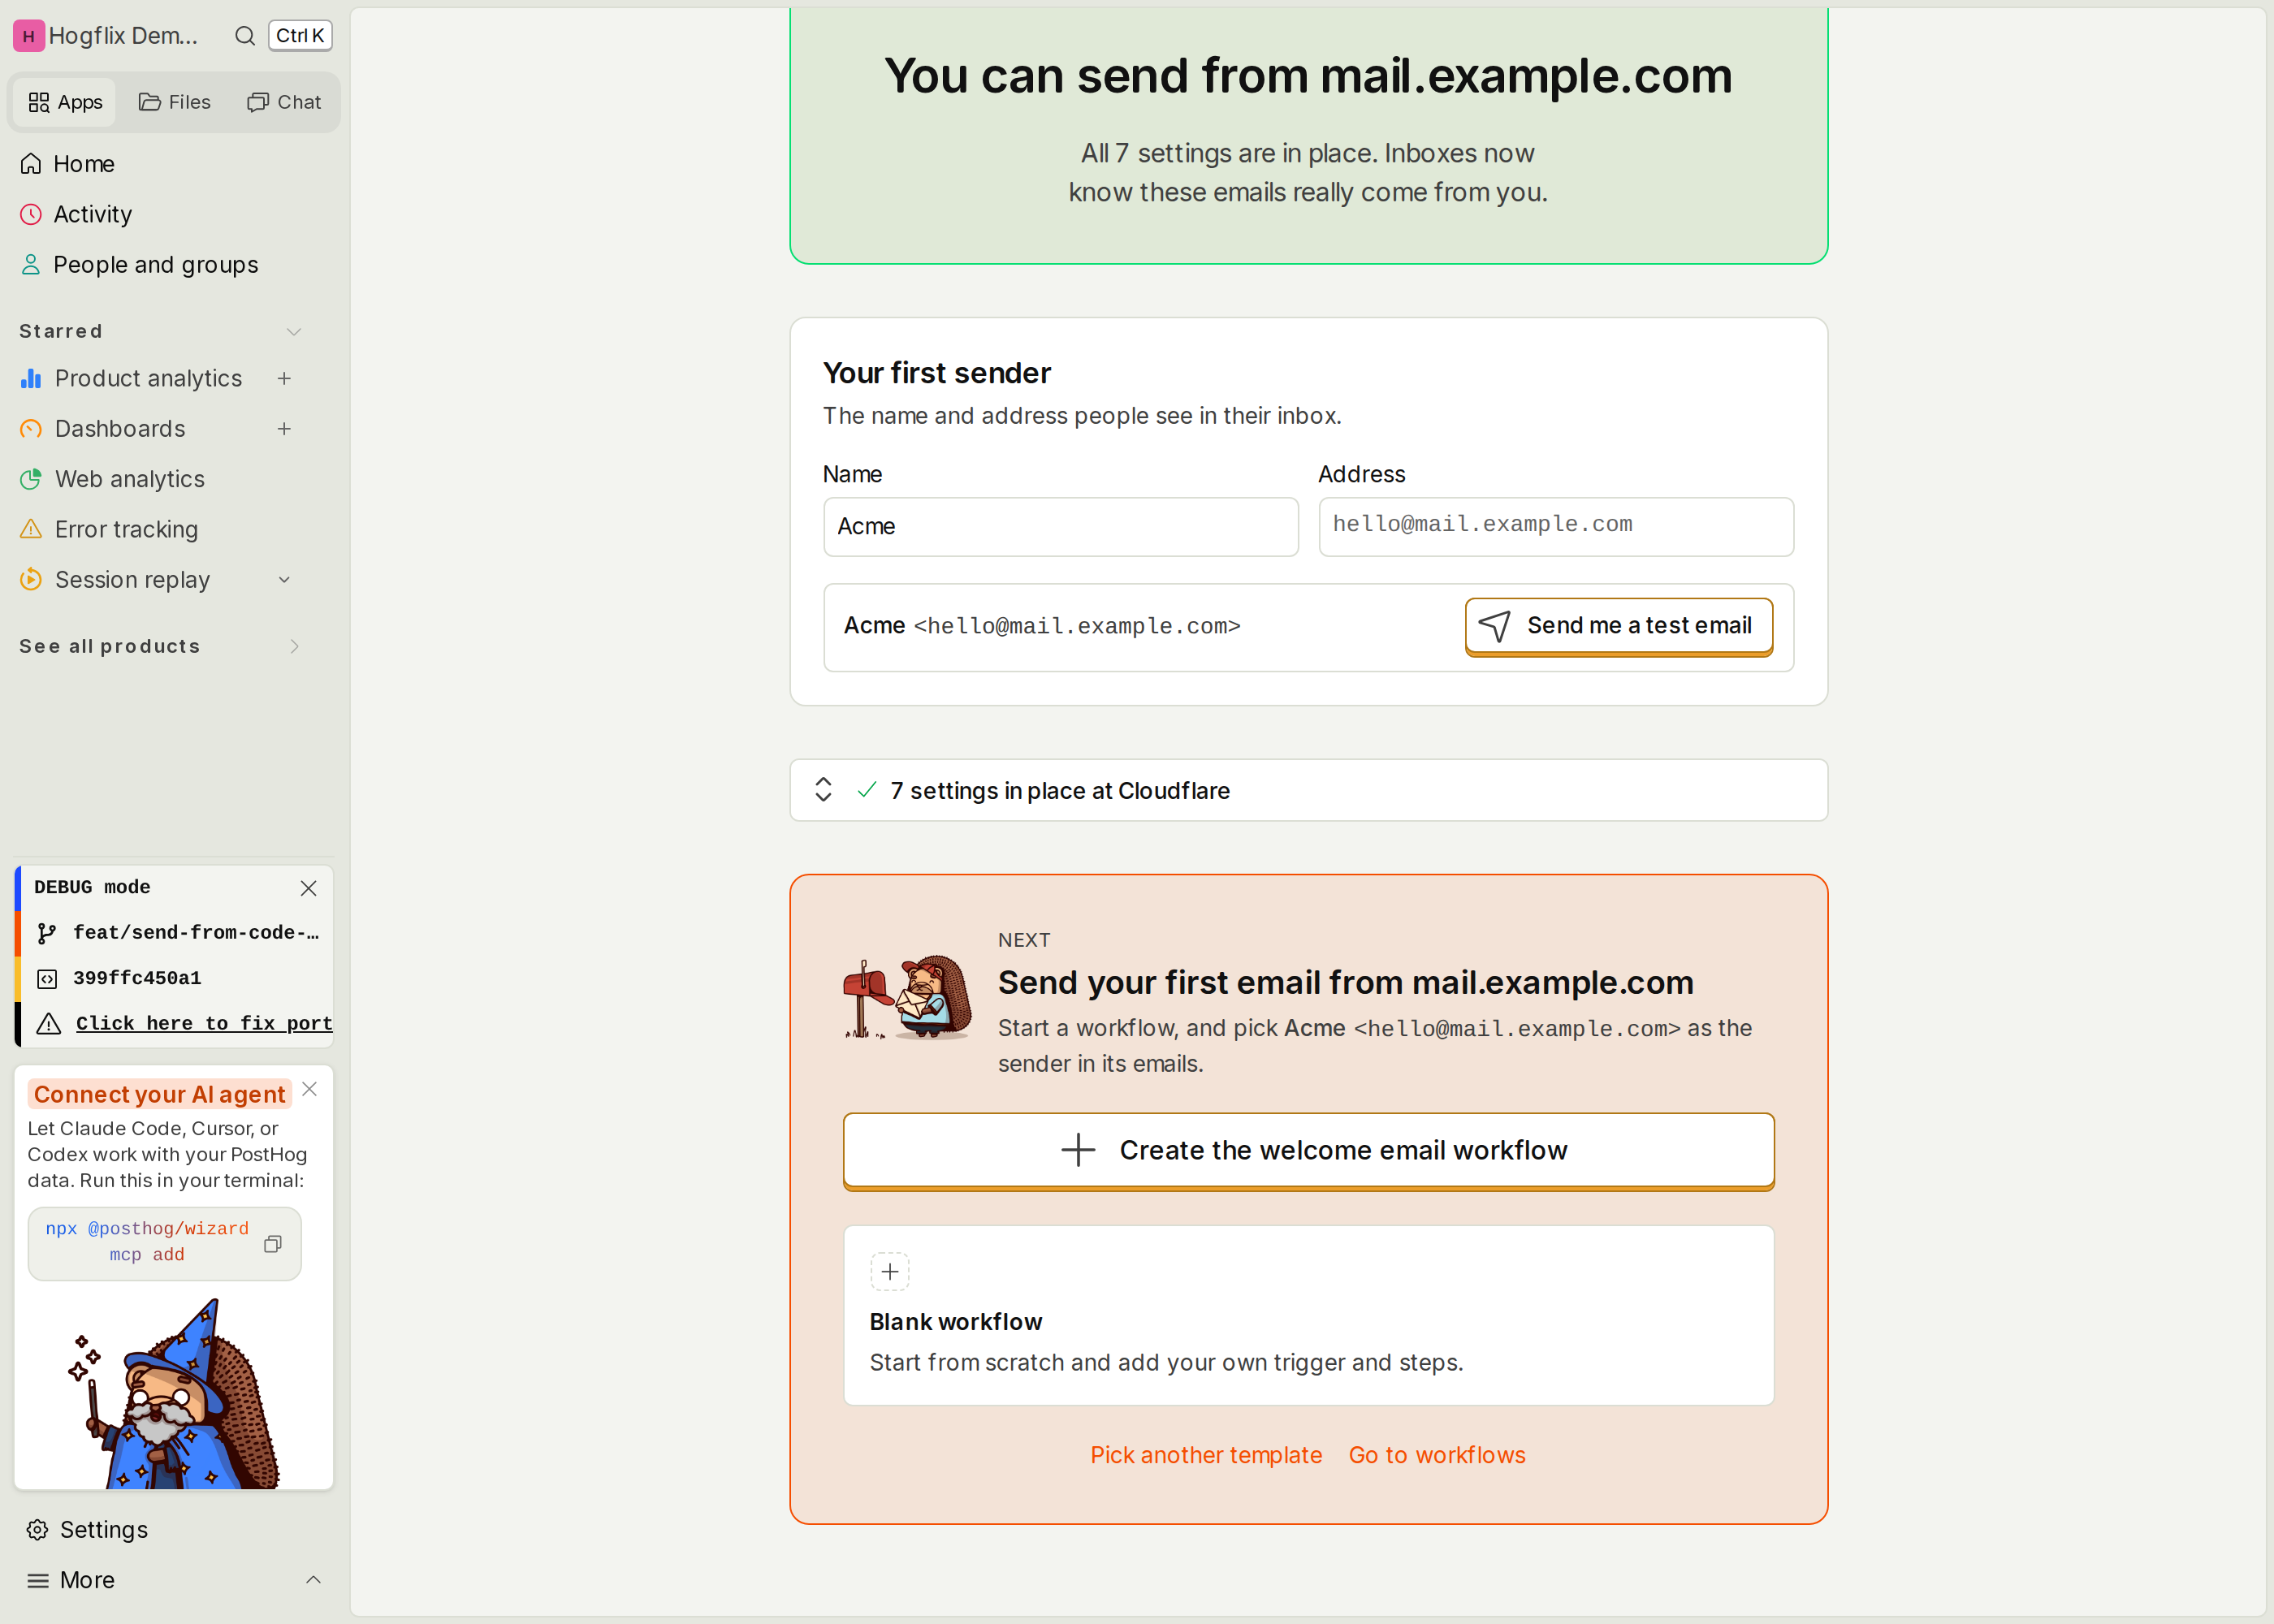 H Hogflix Dem... Ctrl K
Apps Files Chat
Home
Activity
People and groups
Starred
Product analytics
Dashboards
Web analytics
Error tracking
Session replay
See all products
DEBUG mode
feat/send-from-code-…
399ffc450a1
Click here to fix port
Connect your AI agent
Let Claude Code, Cursor, or
Codex work with your PostHog
data. Run this in your terminal:
npx @posthog/wizard
mcp add
Settings
More
You can send from mail.example.com
All 7 settings are in place. Inboxes now
know these emails really come from you.
Your first sender
The name and address people see in their inbox.
Name Address
Acme hello@mail.example.com
Acme <hello@mail.example.com> Send me a test email
7 settings in place at Cloudflare
NEXT
Send your first email from mail.example.com
Start a workflow, and pick Acme <hello@mail.example.com> as the
sender in its emails.
Create the welcome email workflow
Blank workflow
Start from scratch and add your own trigger and steps.
Pick another template Go to workflows